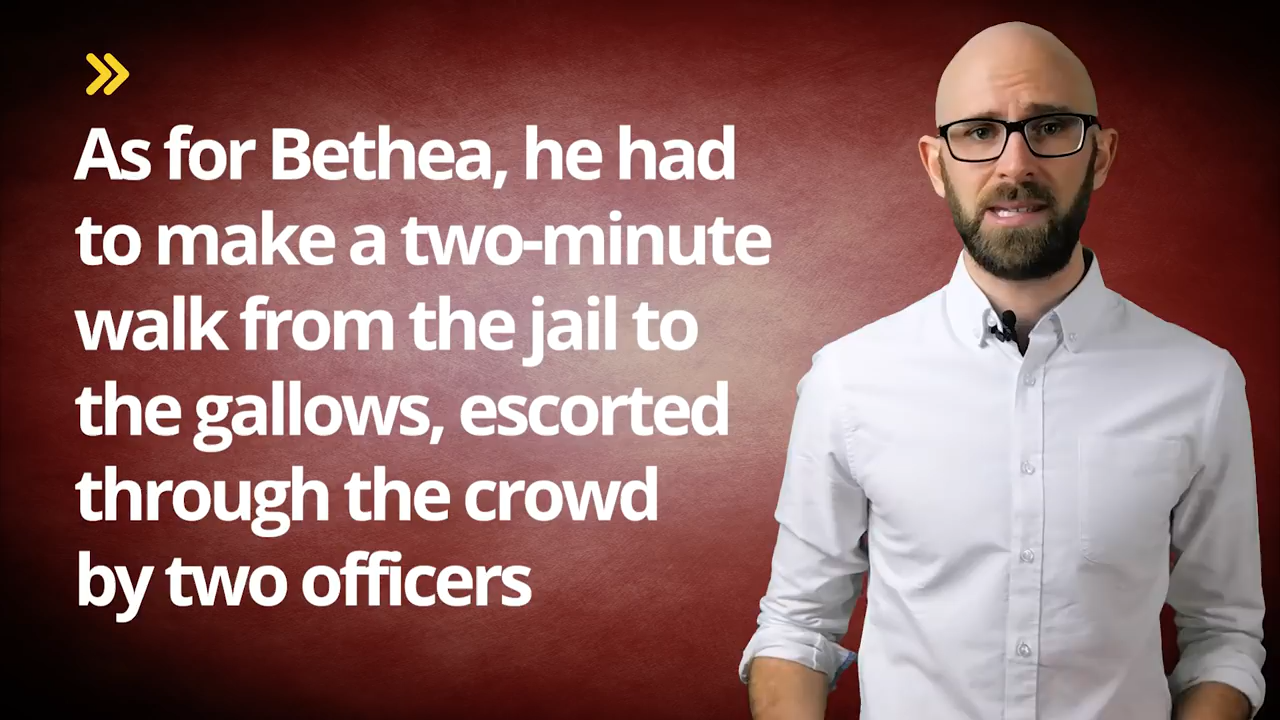 As for Bethea, he had
to make a two-minute
walk from the jail to
the gallows, escorted
through the crowd
by two officers